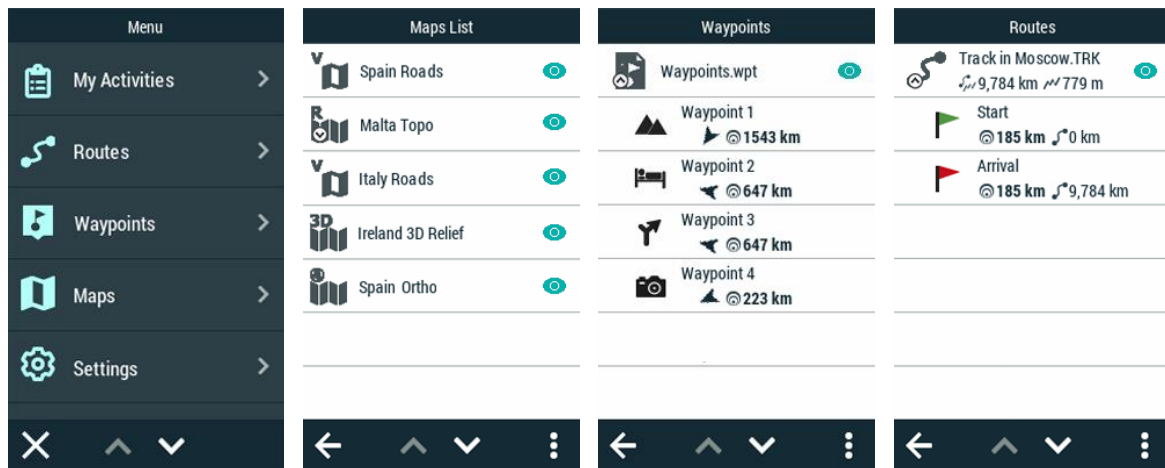 Menu
My Activities
Routes
Waypoints
Maps
Settings
Maps List
V
Spain Roads
R
Malta Topo
V
Italy Roads
3D
Ireland 3D Relief
Spain Ortho
Waypoints
Waypoints.wpt
Waypoint 1
1543 km
Waypoint 2
647 km
Waypoint 3
647 km
Waypoint 4
223 km
Routes
Track in Moscow.TRK
9,784 km 779 m
Start
185 km 0 km
Arrival
185 km 9,784 km